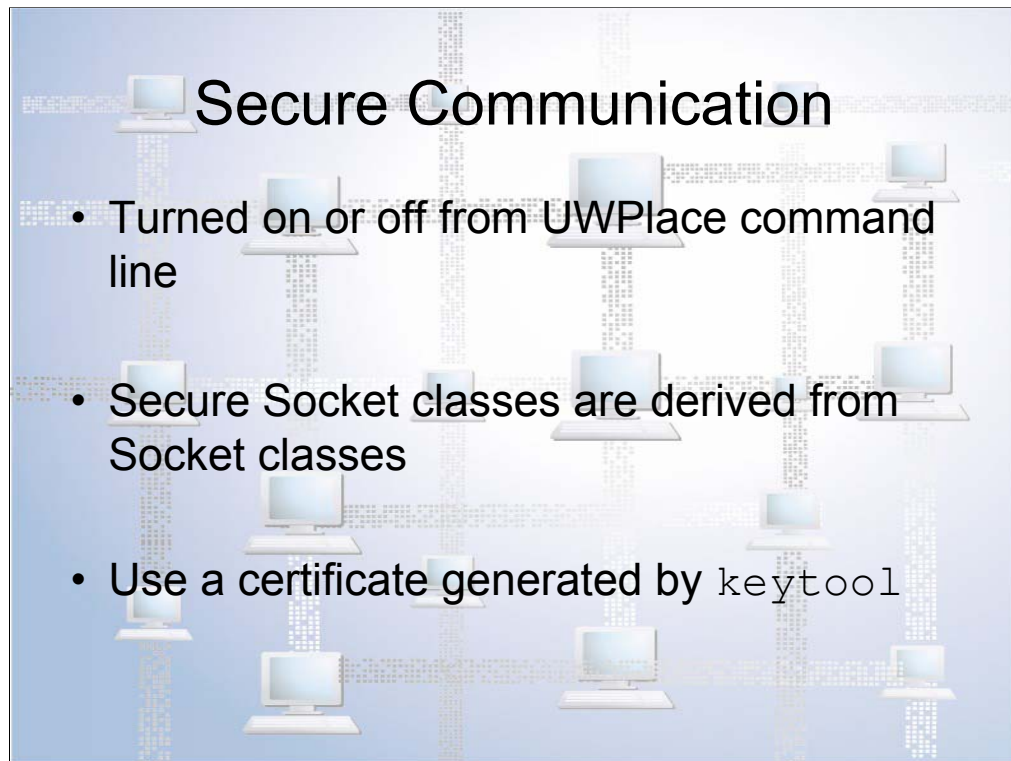 Secure Communication
• Turned on or off from UWPlace command
line
• Secure Socket classes are derived from
Socket classes
• Use a certificate generated by keytool